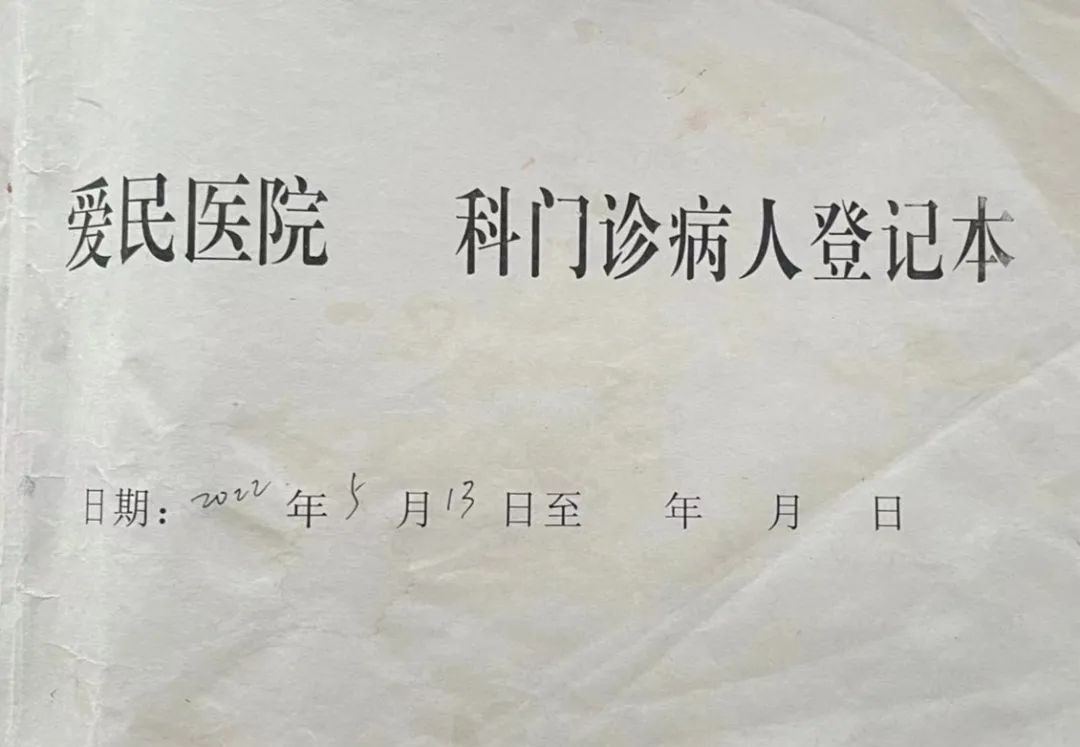 爱民医院 科门诊病人登记本
日期：2022年5月13日至 年 月 日